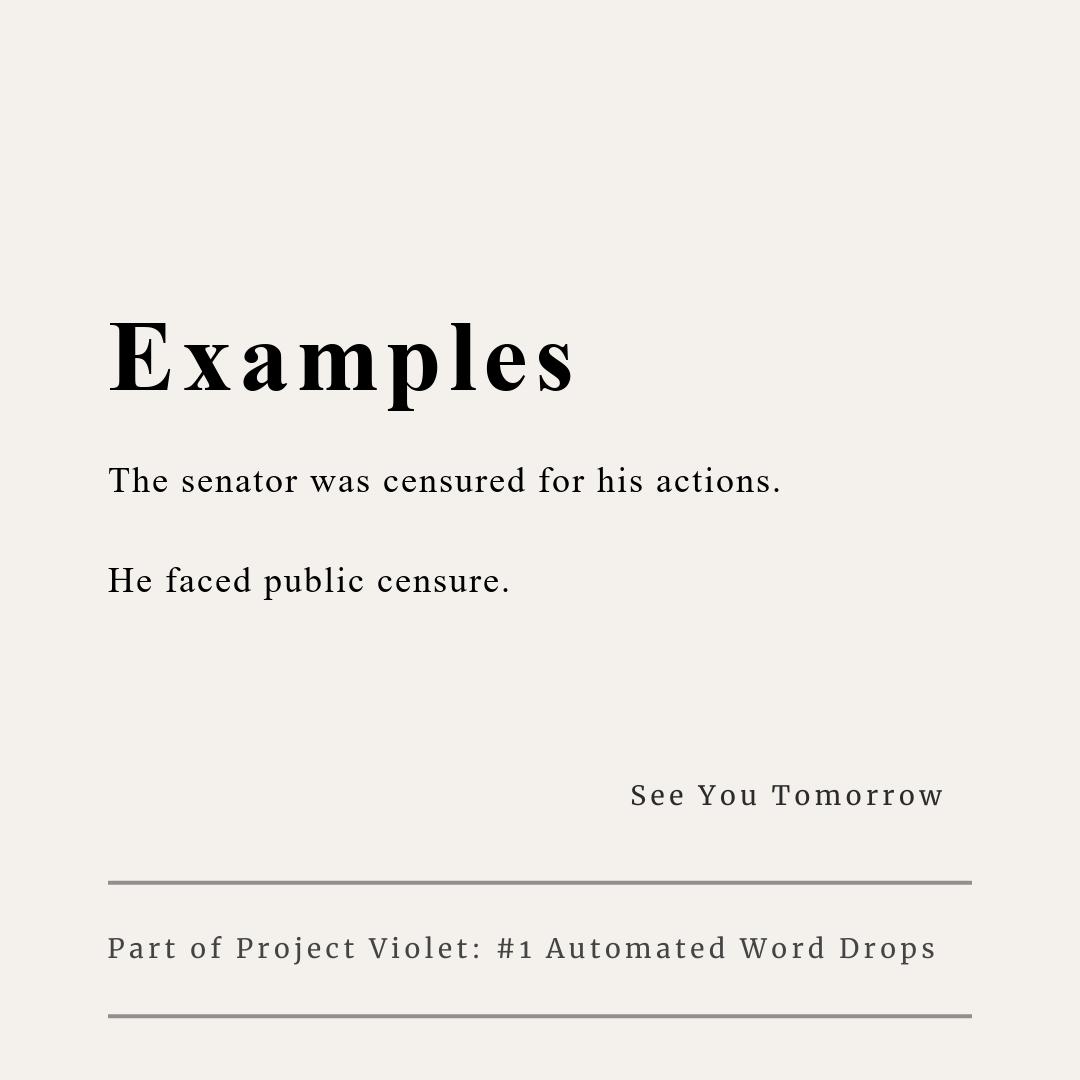 Examples
The senator was censured for his actions.
He faced public censure.
See You Tomorrow
Part of Project Violet: #1 Automated Word Drops